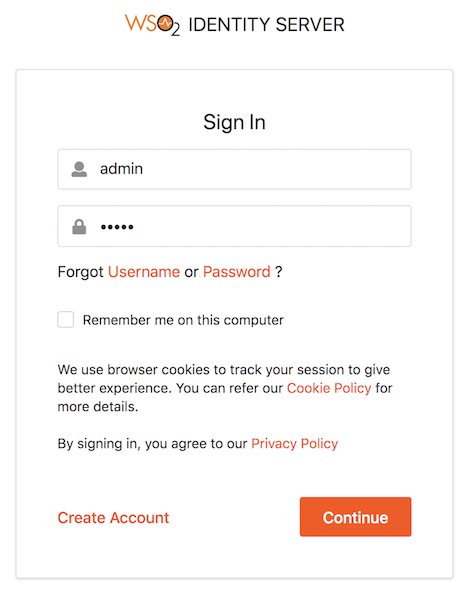 WSO2 IDENTITY SERVER
Sign In
admin
•••••
Forgot Username or Password ?
Remember me on this computer
We use browser cookies to track your session to give
better experience. You can refer our Cookie Policy for
more details.
By signing in, you agree to our Privacy Policy
Create Account
Continue